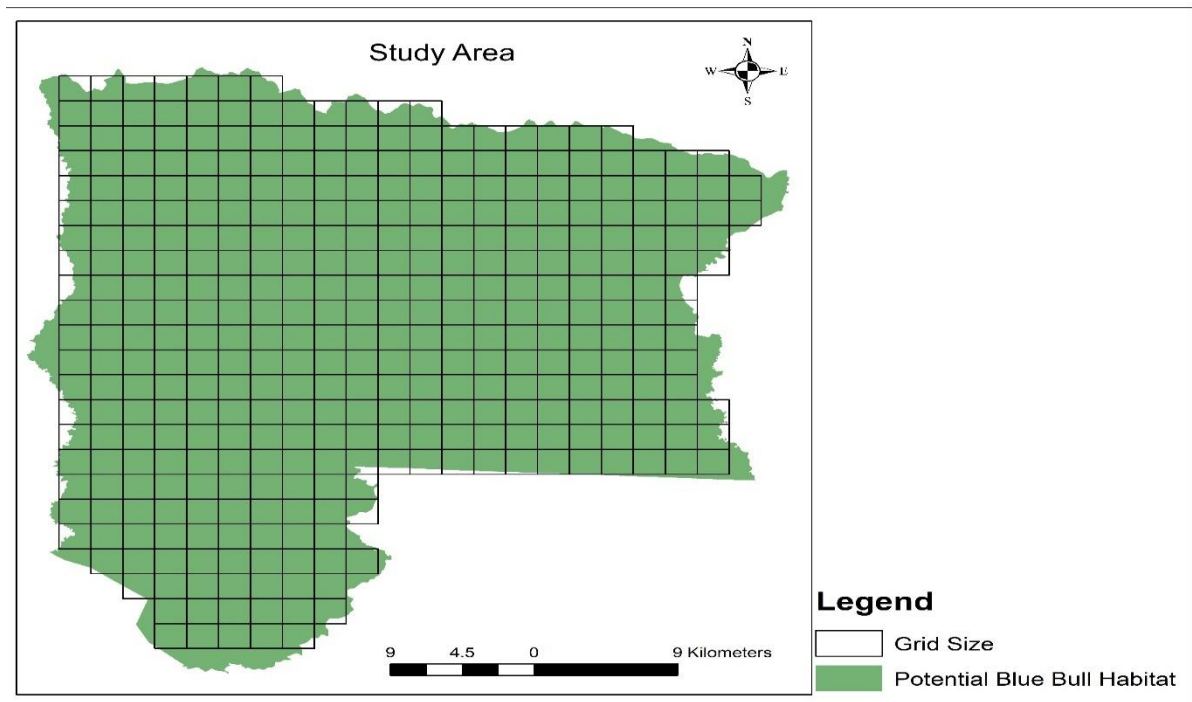 Study Area
N
W E
S
9 4.5 0 9 Kilometers
Legend
Grid Size
Potential Blue Bull Habitat